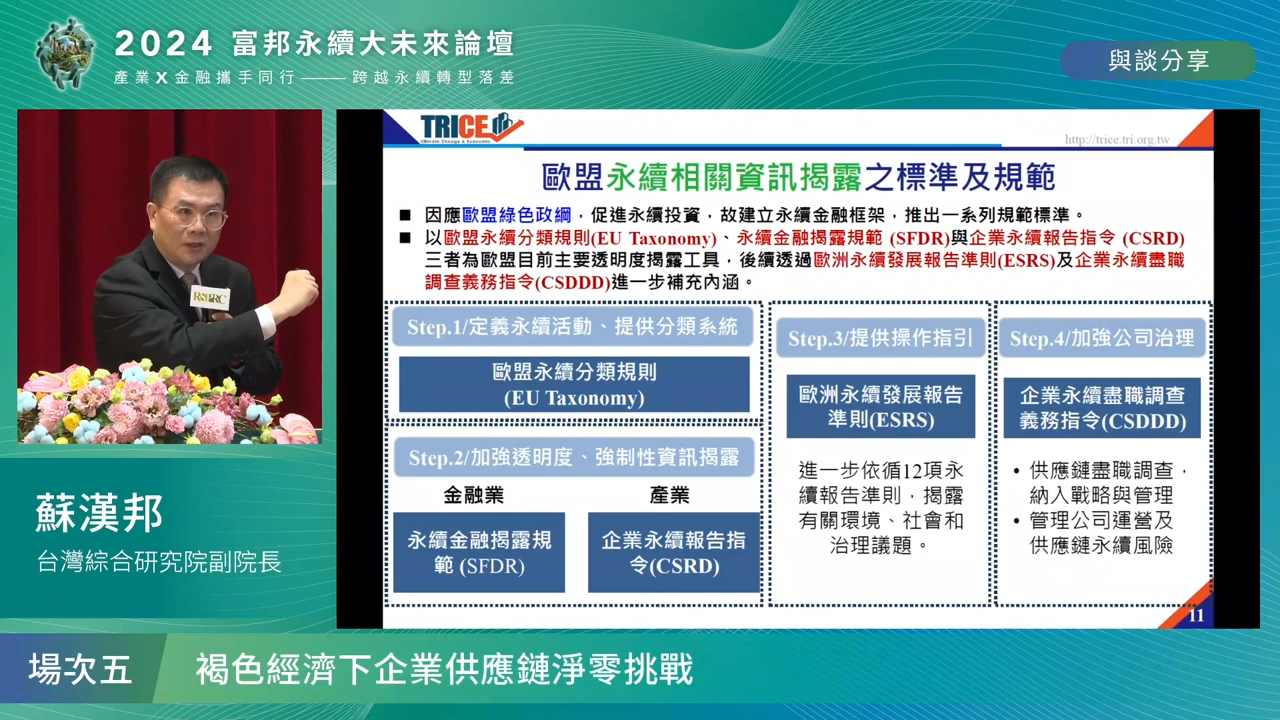 2024 富邦永續大未來論壇
產業X金融攜手同行 —— 跨越永續轉型落差
與談分享
TRICE
Climate Change & Economic
http://trice.tri.org.tw
歐盟永續相關資訊揭露之標準及規範
■ 因應歐盟綠色政綱，促進永續投資，故建立永續金融框架，推出一系列規範標準。
■ 以歐盟永續分類規則(EU Taxonomy)、永續金融揭露規範 (SFDR)與企業永續報告指令 (CSRD)
三者為歐盟目前主要透明度揭露工具，後續透過歐洲永續發展報告準則(ESRS)及企業永續盡職
調查義務指令(CSDDD)進一步補充內涵。
Step.1/定義永續活動、提供分類系統
歐盟永續分類規則
(EU Taxonomy)
Step.2/加強透明度、強制性資訊揭露
金融業
產業
永續金融揭露規
範 (SFDR)
企業永續報告指
令(CSRD)
Step.3/提供操作指引
歐洲永續發展報告
準則(ESRS)
進一步依循12項永
續報告準則，揭露
有關環境、社會和
治理議題。
Step.4/加強公司治理
企業永續盡職調查
義務指令(CSDDD)
• 供應鏈盡職調查，
納入戰略與管理
• 管理公司運營及
供應鏈永續風險
11
RSPRC
蘇漢邦
台灣綜合研究院副院長
場次五
褐色經濟下企業供應鏈淨零挑戰